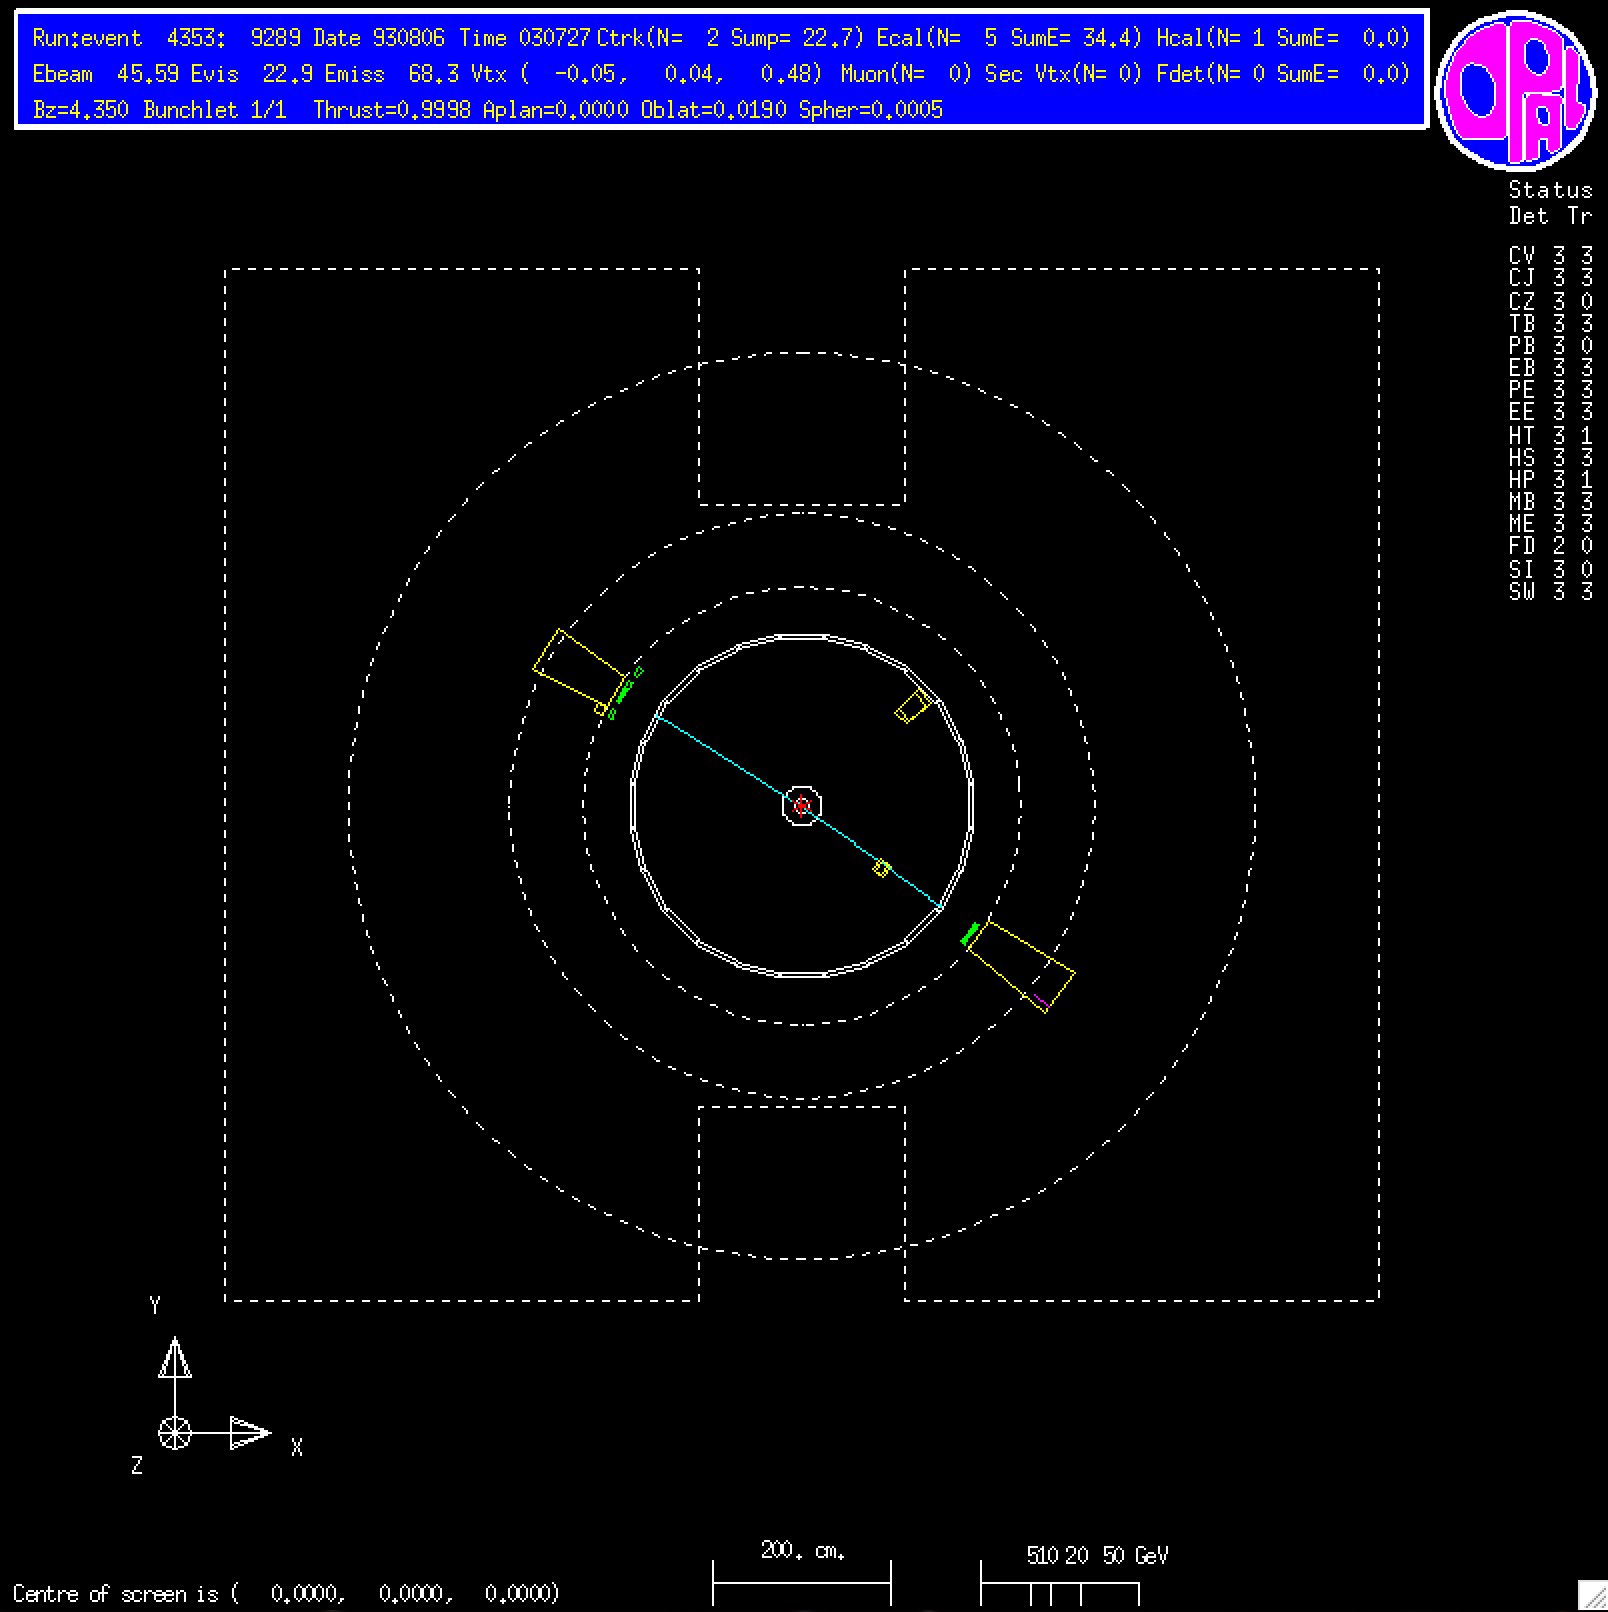 Run:event 4353: 9289 Date 930806 Time 030727 Ctrk(N= 2 Sump= 22.7) Ecal(N= 5 SumE= 34.4) Hcal(N= 1 SumE= 0.0)
Ebeam 45.59 Evis 22.9 Emiss 68.3 Vtx ( -0.05, 0.04, 0.48) Muon(N= 0) Sec Vtx(N= 0) Fdet(N= 0 SumE= 0.0)
Bz=4.350 Bunchlet 1/1 Thrust=0.9998 Aplan=0.0000 Oblat=0.0190 Spher=0.0005
OPAL
Status
Det Tr
CV 3 3
CJ 3 3
CZ 3 0
TB 3 3
PB 3 0
EB 3 3
PE 3 3
EE 3 3
HT 3 1
HS 3 3
HP 3 1
MB 3 3
ME 3 3
FD 2 0
SI 3 0
SW 3 3
Y
X
Z
200. cm.
5 10 20 50 GeV
Centre of screen is ( 0.0000, 0.0000, 0.0000)